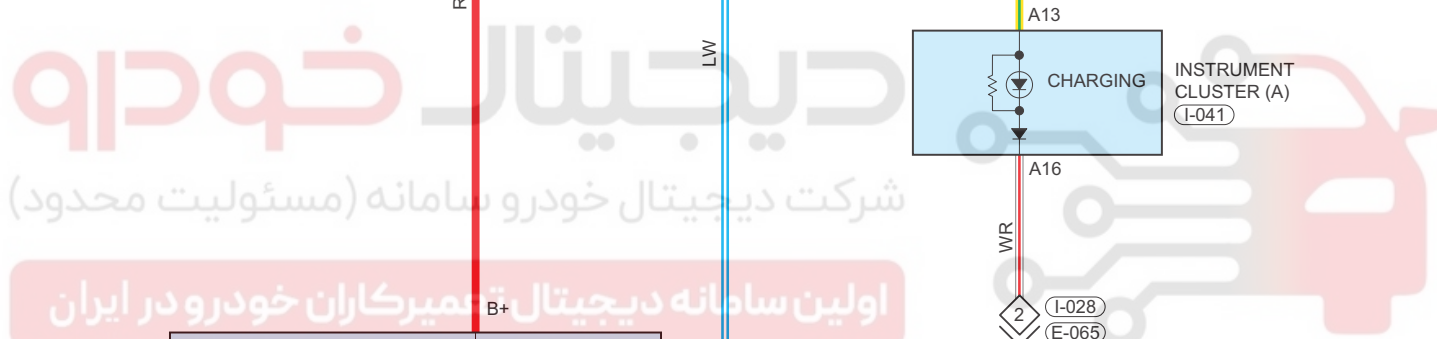 R
LW
A13
CHARGING
INSTRUMENT
CLUSTER (A)
I-041
A16
WR
B+
2
I-028
E-065
دیجیتال خودرو
شرکت دیجیتال خودرو سامانه (مسئولیت محدود)
اولین سامانه دیجیتال تعمیرکاران خودرو در ایران